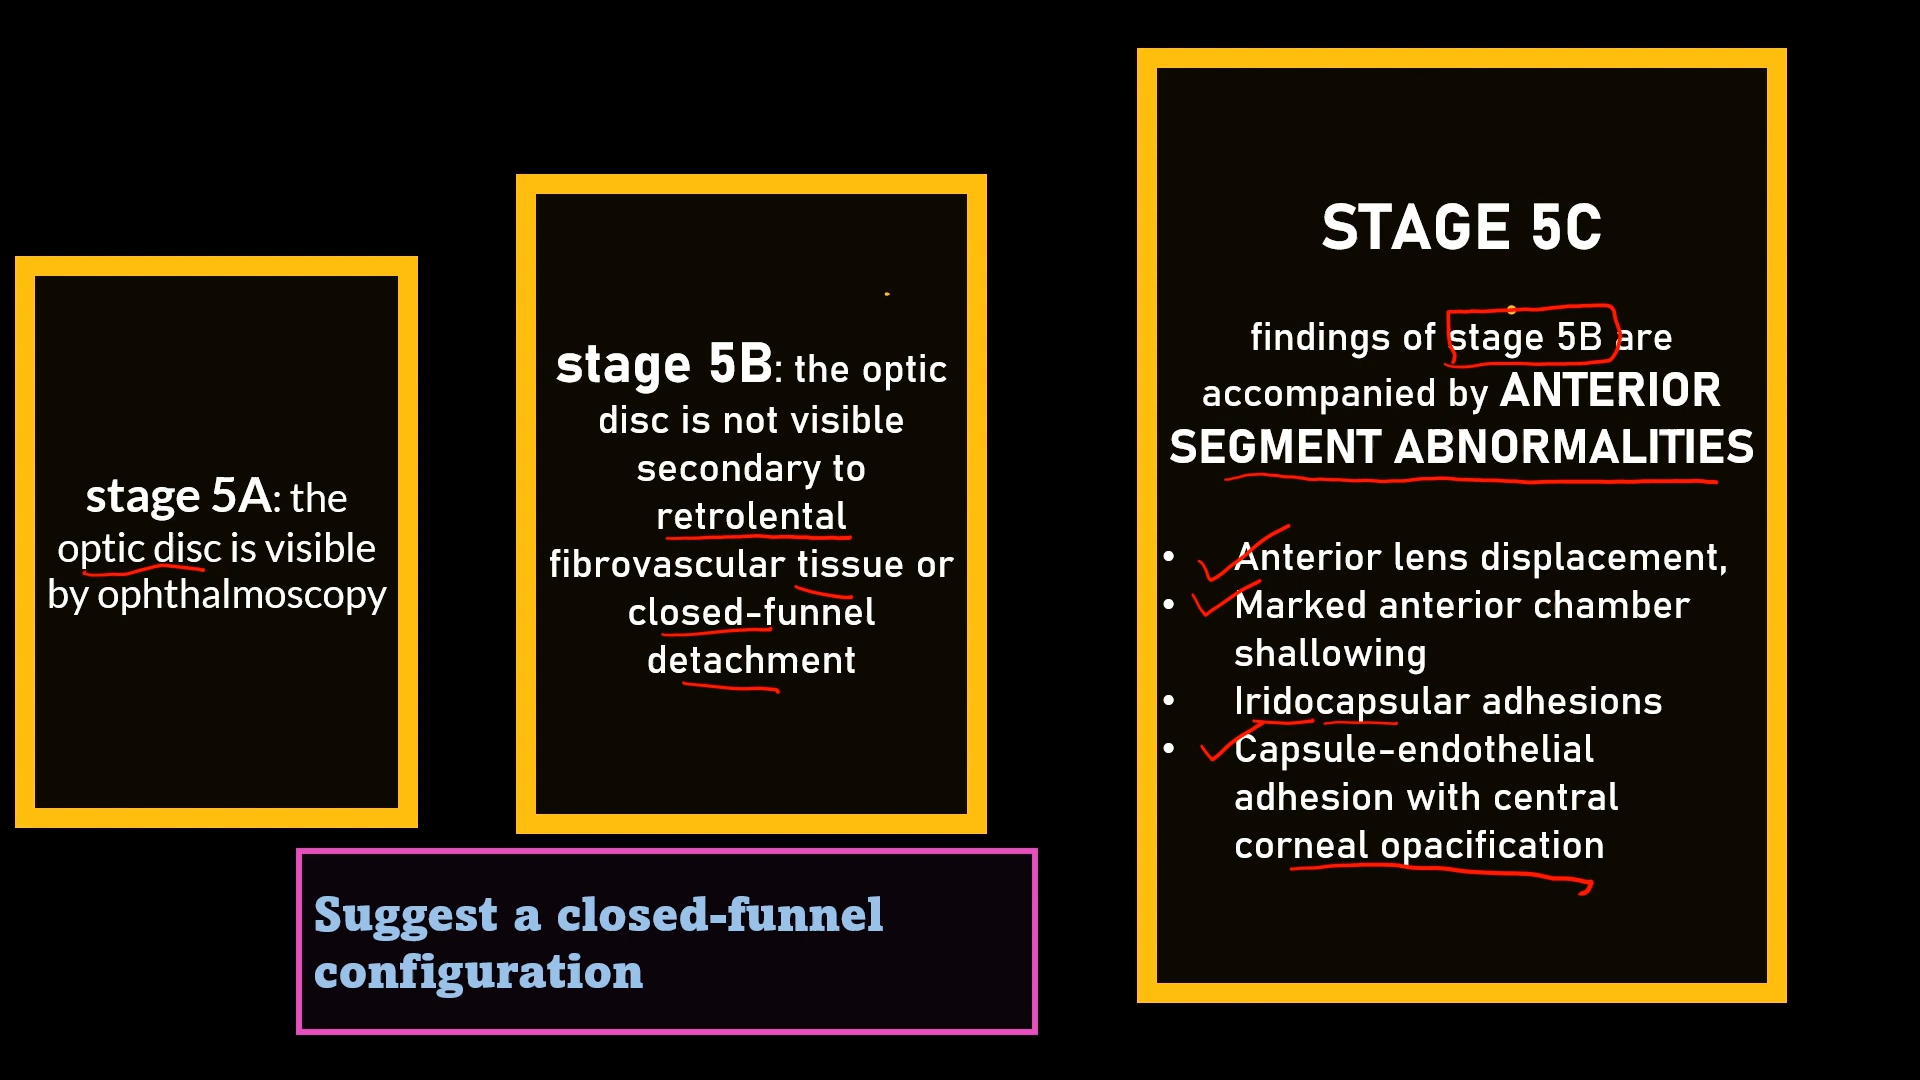 stage 5A: the
optic disc is visible
by ophthalmoscopy
stage 5B: the optic
disc is not visible
secondary to
retrolental
fibrovascular tissue or
closed-funnel
detachment
Suggest a closed-funnel
configuration
STAGE 5C
findings of stage 5B are
accompanied by ANTERIOR
SEGMENT ABNORMALITIES
• Anterior lens displacement,
• Marked anterior chamber
shallowing
• Iridocapsular adhesions
• Capsule-endothelial
adhesion with central
corneal opacification